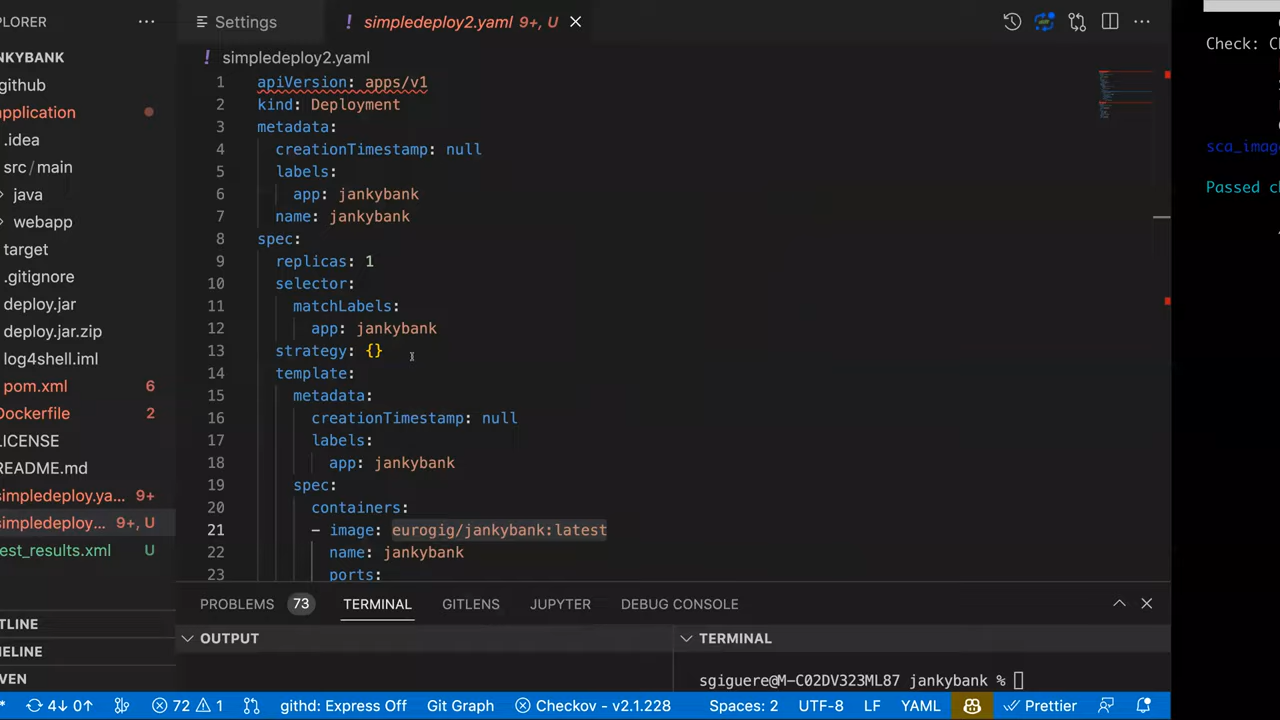 PLORER
···
Settings
! simpledeploy2.yaml 9+, U
! simpledeploy2.yaml
NKYBANK
github
application
.idea
src/main
java
webapp
target
.gitignore
deploy.jar
deploy.jar.zip
log4shell.iml
pom.xml 6
Dockerfile 2
ICENSE
README.md
simpledeploy.ya... 9+
simpledeploy... 9+, U
est_results.xml U
TLINE
MELINE
VEN
1 apiVersion: apps/v1
2 kind: Deployment
3 metadata:
4 creationTimestamp: null
5 labels:
6 app: jankybank
7 name: jankybank
8 spec:
9 replicas: 1
10 selector:
11 matchLabels:
12 app: jankybank
13 strategy: {}
14 template:
15 metadata:
16 creationTimestamp: null
17 labels:
18 app: jankybank
19 spec:
20 containers:
21 - image: eurogig/jankybank:latest
22 name: jankybank
23 ports:
PROBLEMS 73 TERMINAL GITLENS JUPYTER DEBUG CONSOLE
OUTPUT
TERMINAL
sgiguere@M-C02DV323ML87 jankybank %
4↓ 0↑ 72 1 githd: Express Off Git Graph Checkov - v2.1.228 Spaces: 2 UTF-8 LF YAML Prettier
Check: C
sca_imag
Passed c